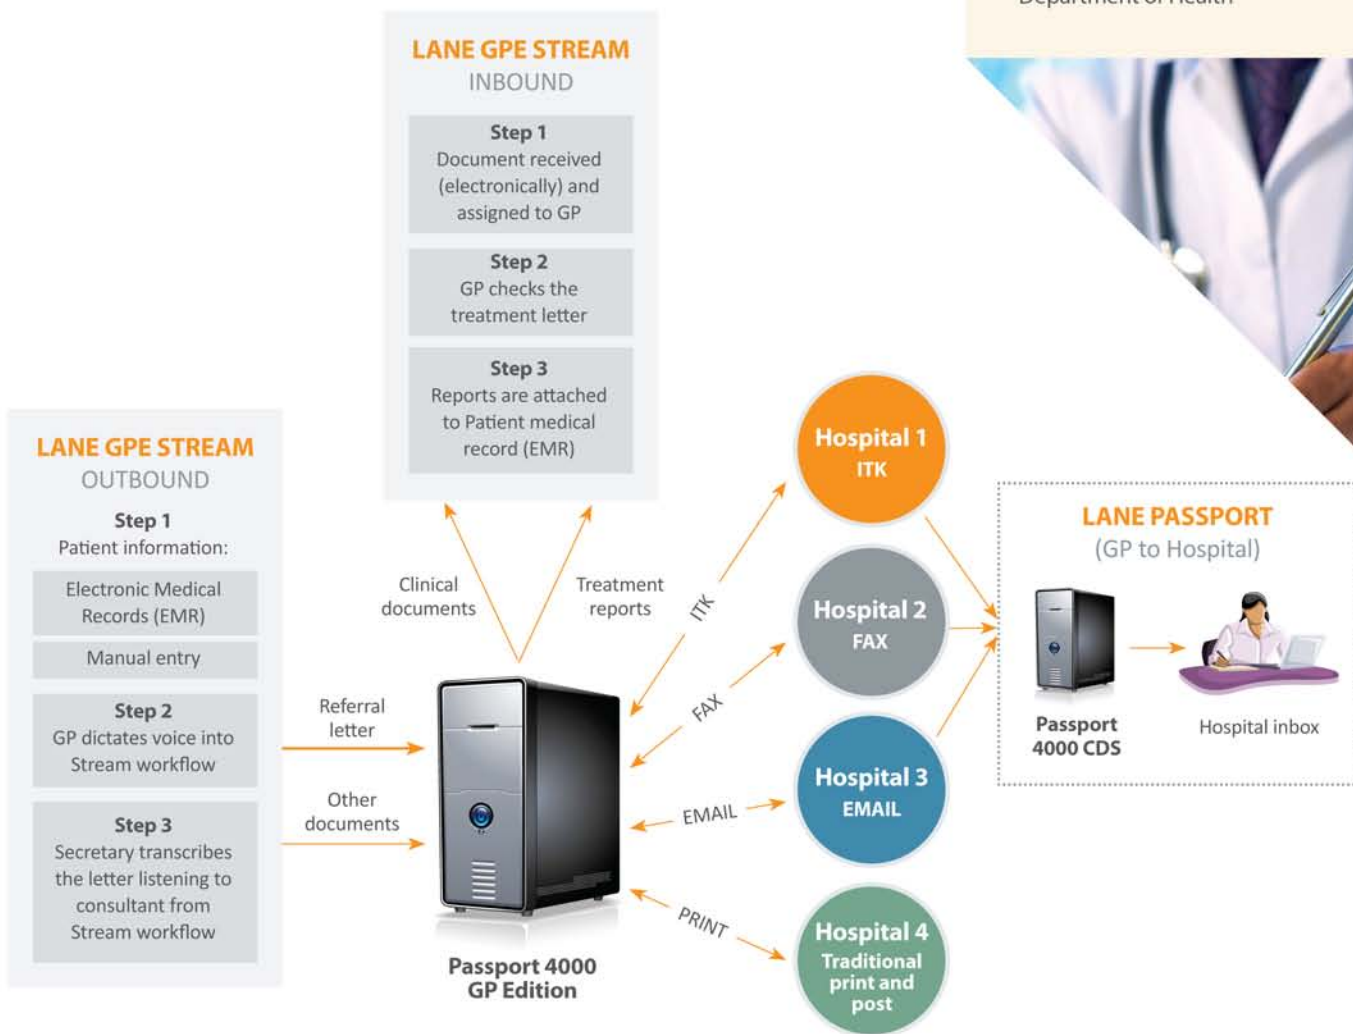 Department of Health
LANE GPE STREAM
INBOUND
Step 1
Document received
(electronically) and
assigned to GP
Step 2
GP checks the
treatment letter
Step 3
Reports are attached
to Patient medical
record (EMR)
LANE GPE STREAM
OUTBOUND
Step 1
Patient information:
Electronic Medical
Records (EMR)
Manual entry
Step 2
GP dictates voice into
Stream workflow
Step 3
Secretary transcribes
the letter listening to
consultant from
Stream workflow
Clinical
documents
Treatment
reports
Referral
letter
Other
documents
Passport 4000
GP Edition
ITK
FAX
EMAIL
PRINT
Hospital 1
ITK
Hospital 2
FAX
Hospital 3
EMAIL
Hospital 4
Traditional
print and
post
LANE PASSPORT
(GP to Hospital)
Passport
4000 CDS
Hospital inbox